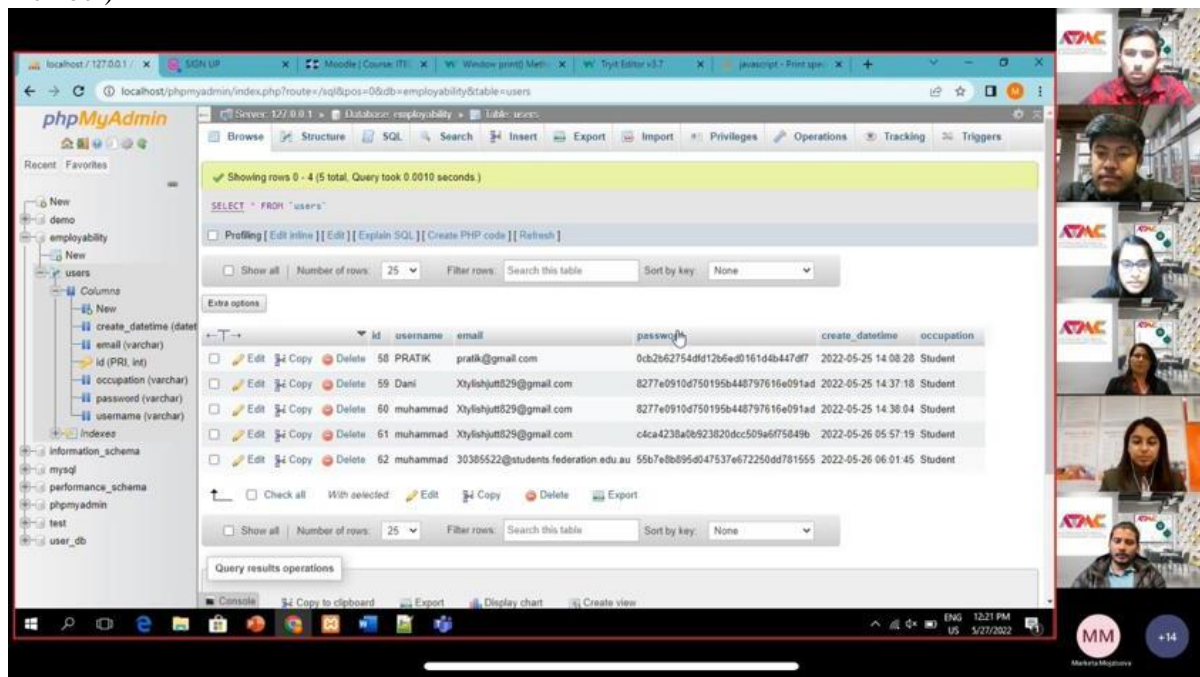 localhost / 127.0.0.1 /
SIGN UP
Moodle | Course: ITE
Window print() Meth
Tryit Editor v3.7
javascript - Print spec
localhost/phpmyadmin/index.php?route=/sql&pos=0&db=employability&table=users
phpMyAdmin
Recent Favorites
New
demo
employability
New
users
Columns
New
create_datetime (datet
email (varchar)
id (PRI, int)
occupation (varchar)
password (varchar)
username (varchar)
Indexes
information_schema
mysql
performance_schema
phpmyadmin
test
user_db
Server: 127.0.0.1 » Database: employability » Table: users
Browse Structure SQL Search Insert Export Import Privileges Operations Tracking Triggers
Showing rows 0 - 4 (5 total, Query took 0.0010 seconds.)
SELECT * FROM `users`
Profiling [ Edit inline ] [ Edit ] [ Explain SQL ] [ Create PHP code ] [ Refresh ]
Show all | Number of rows: 25 Filter rows: Search this table Sort by key: None
Extra options
id username email password create_datetime occupation
Edit Copy Delete 58 PRATIK pratik@gmail.com 0cb2b62754dfd12b6ed0161d4b447df7 2022-05-25 14:08:28 Student
Edit Copy Delete 59 Dani Xtylishjutt829@gmail.com 8277e0910d750195b448797616e091ad 2022-05-25 14:37:18 Student
Edit Copy Delete 60 muhammad Xtylishjutt829@gmail.com 8277e0910d750195b448797616e091ad 2022-05-25 14:38:04 Student
Edit Copy Delete 61 muhammad Xtylishjutt829@gmail.com c4ca4238a0b923820dcc509a6f75849b 2022-05-26 05:57:19 Student
Edit Copy Delete 62 muhammad 30385522@students.federation.edu.au 55b7e8b895d047537e672250dd781555 2022-05-26 06:01:45 Student
Check all With selected: Edit Copy Delete Export
Show all | Number of rows: 25 Filter rows: Search this table Sort by key: None
Query results operations
Console Copy to clipboard Export Display chart Create view
ENG 12:21 PM
US 5/27/2022
ATMC
ATMC
ATMC
ATMC
MM
+14